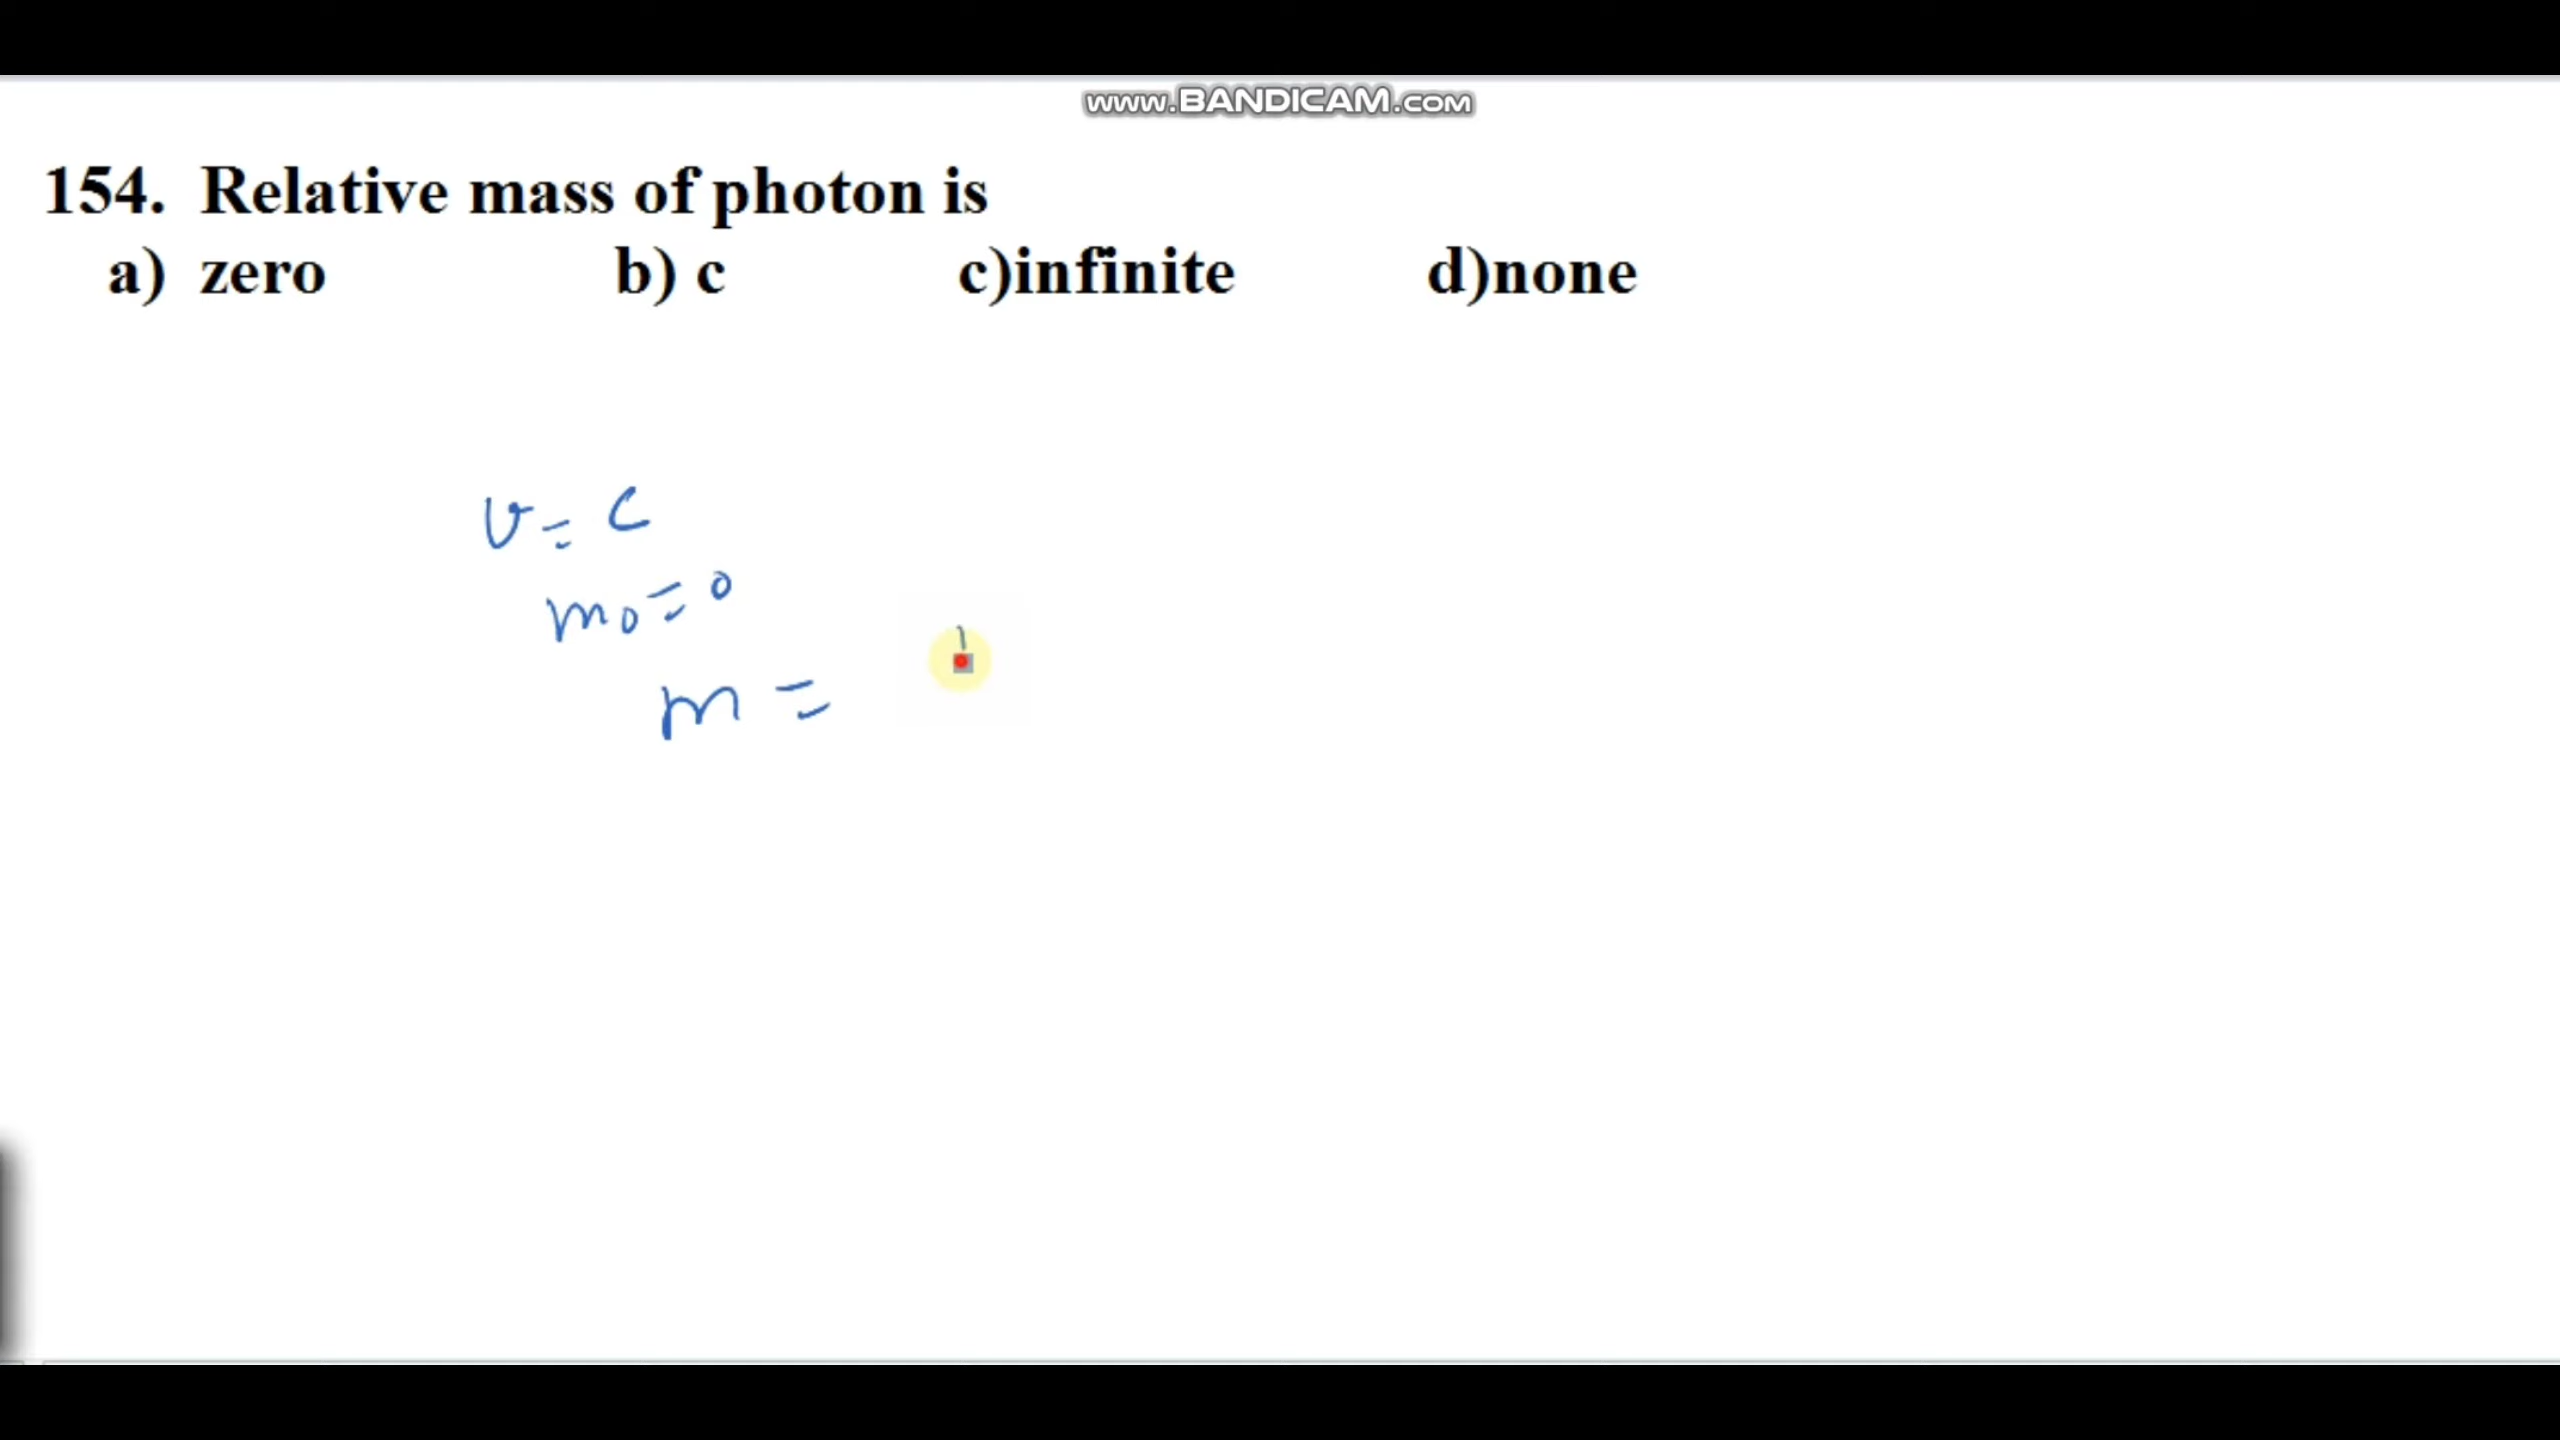 www.BANDICAM.com
154. Relative mass of photon is
a) zero b) c c)infinite d)none
v = c
m0 = 0
m =